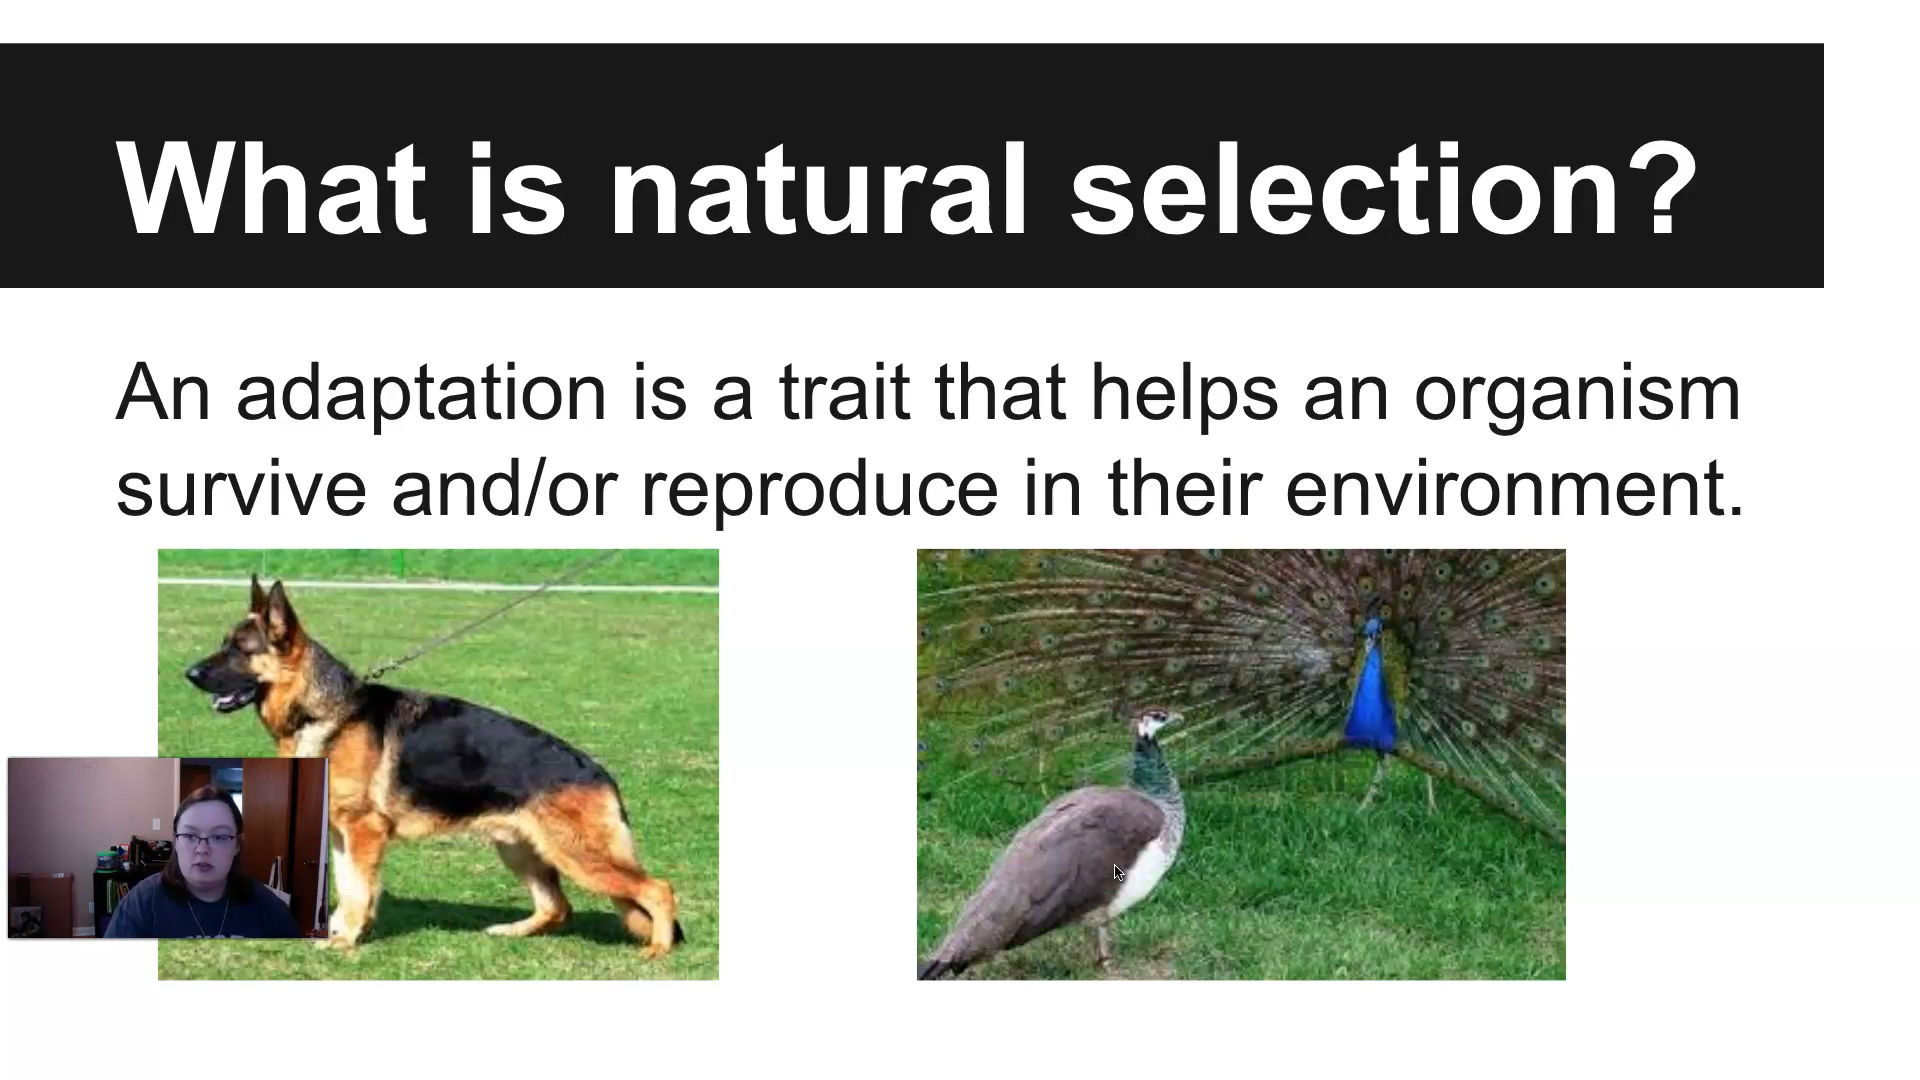 What is natural selection?
An adaptation is a trait that helps an organism
survive and/or reproduce in their environment.